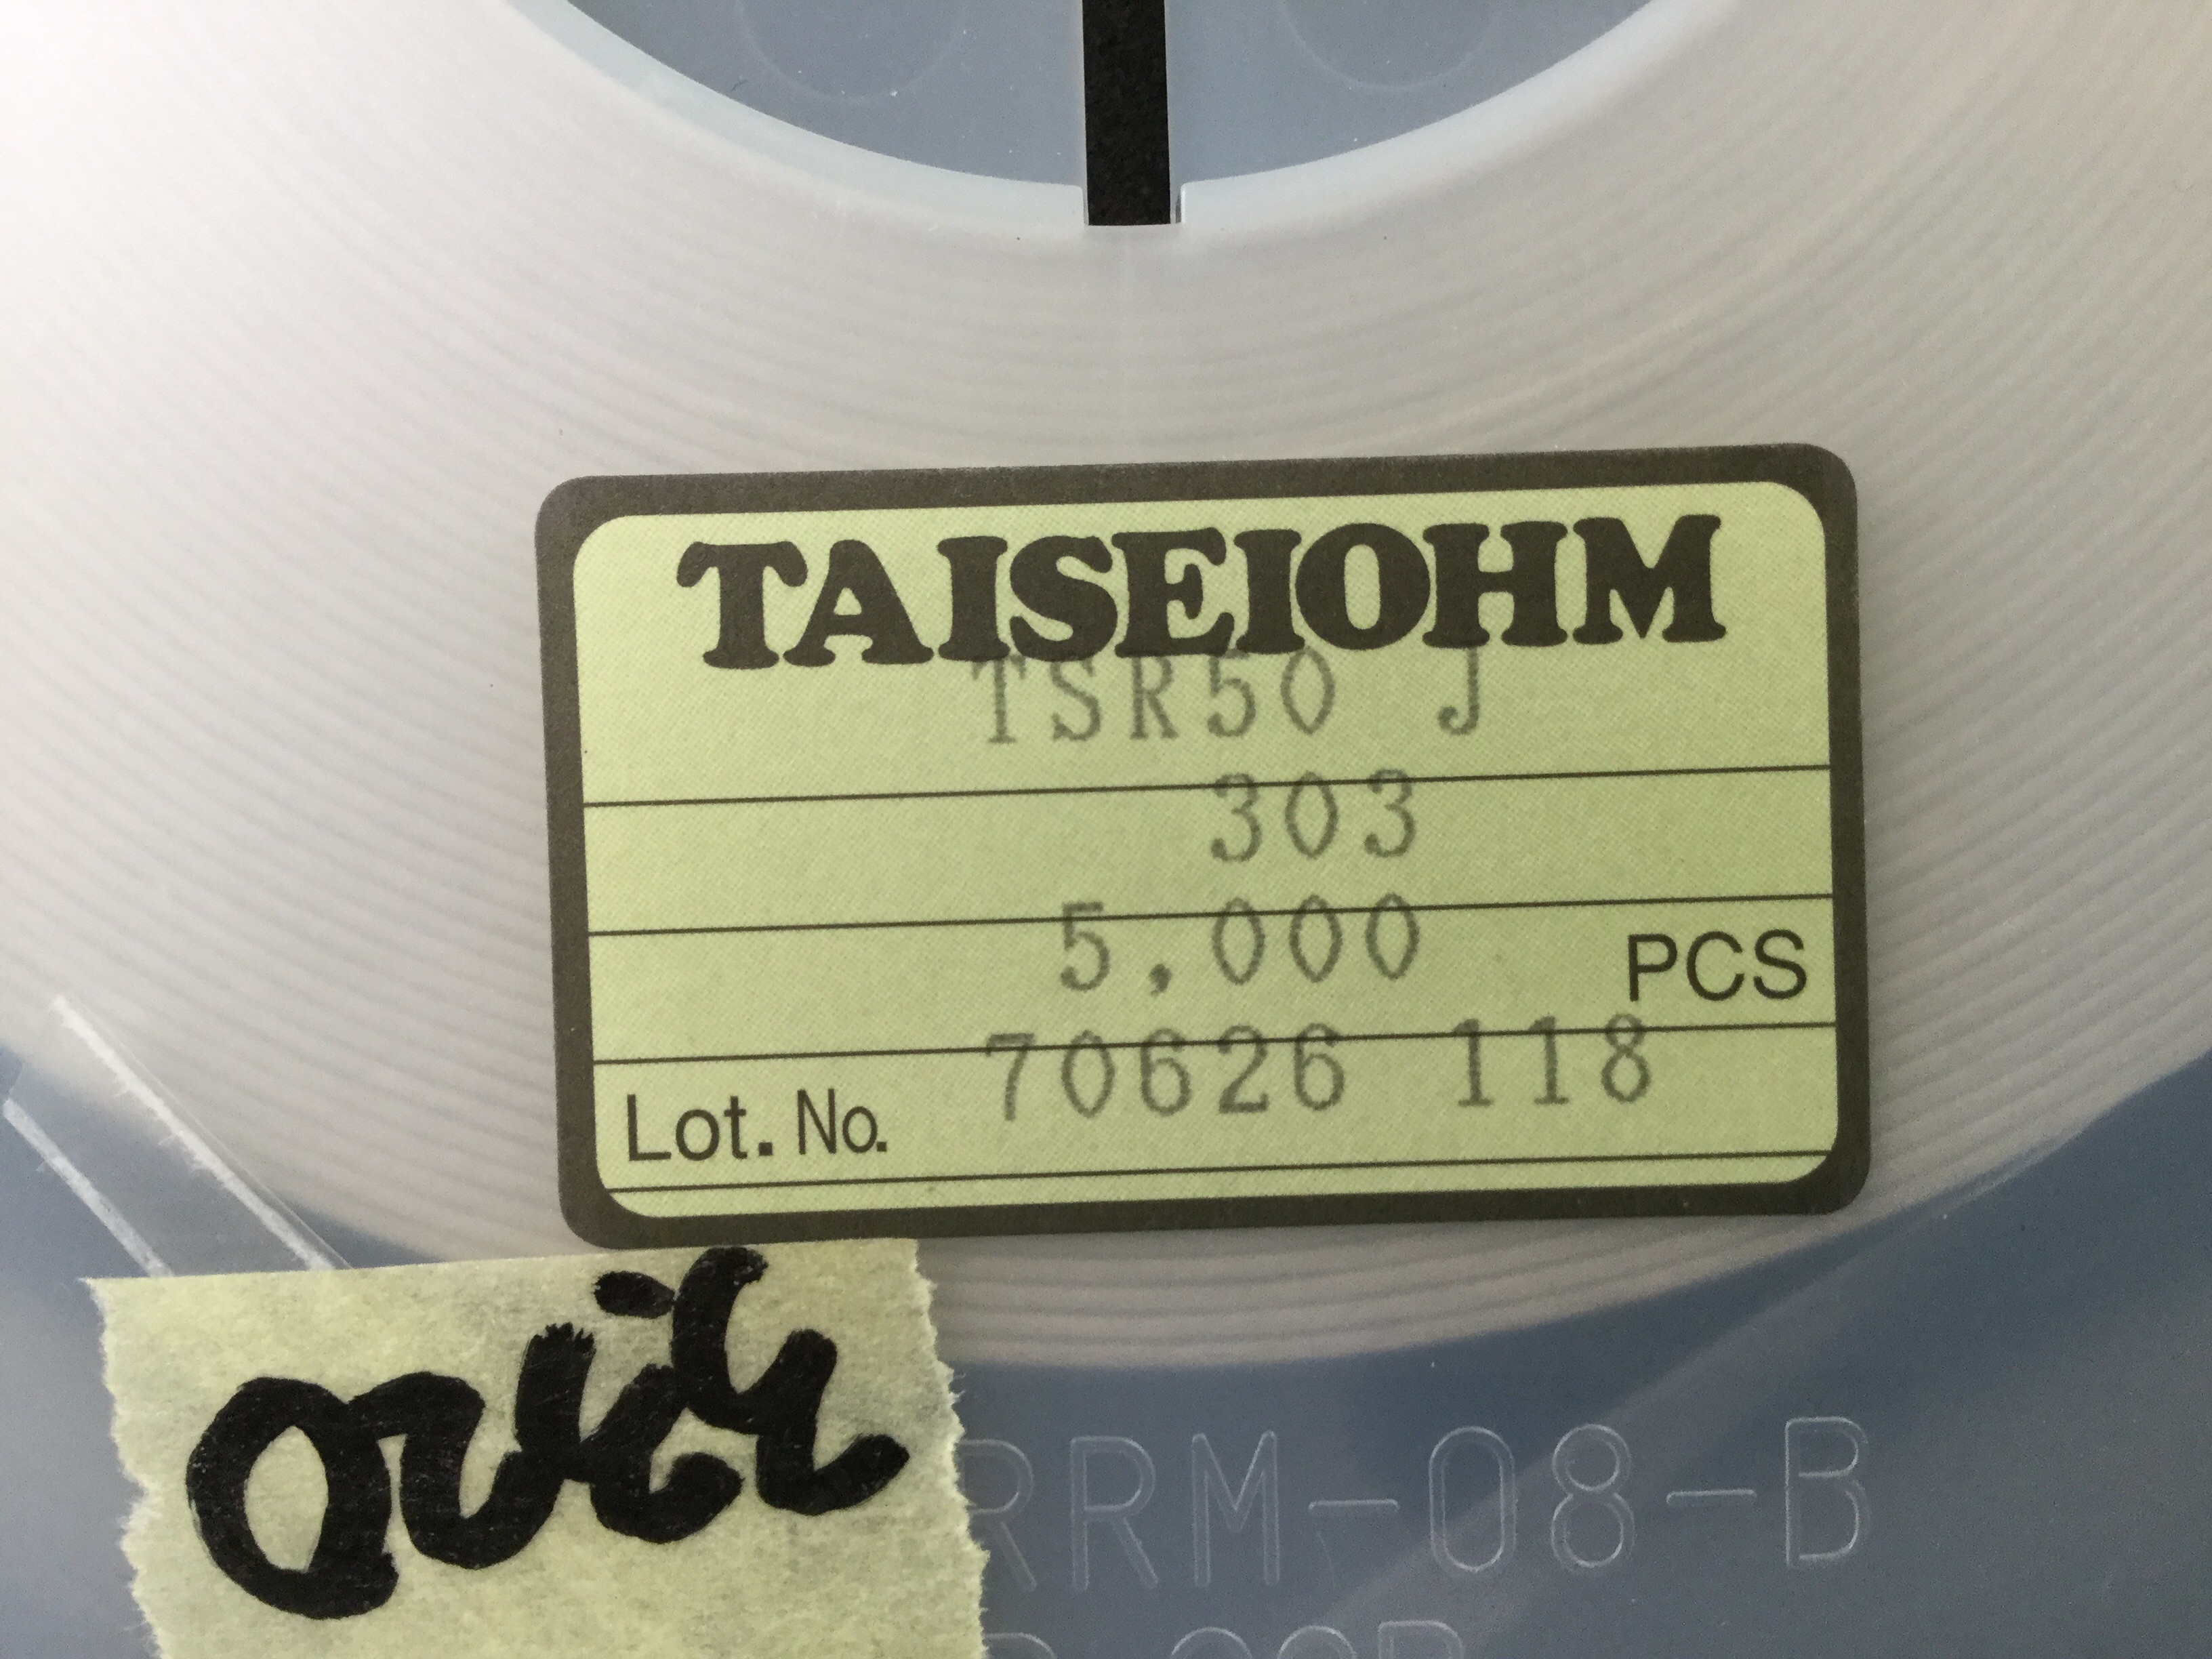 TAISEIOHM
TSR50 J
303
5,000 PCS
Lot. No. 70626 118
RRM-08-B